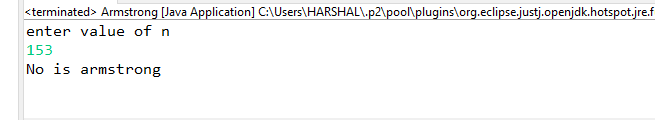 <terminated> Armstrong [Java Application] C:\Users\HARSHAL\.p2\pool\plugins\org.eclipse.justj.openjdk.hotspot.jre.f
enter value of n
153
No is armstrong